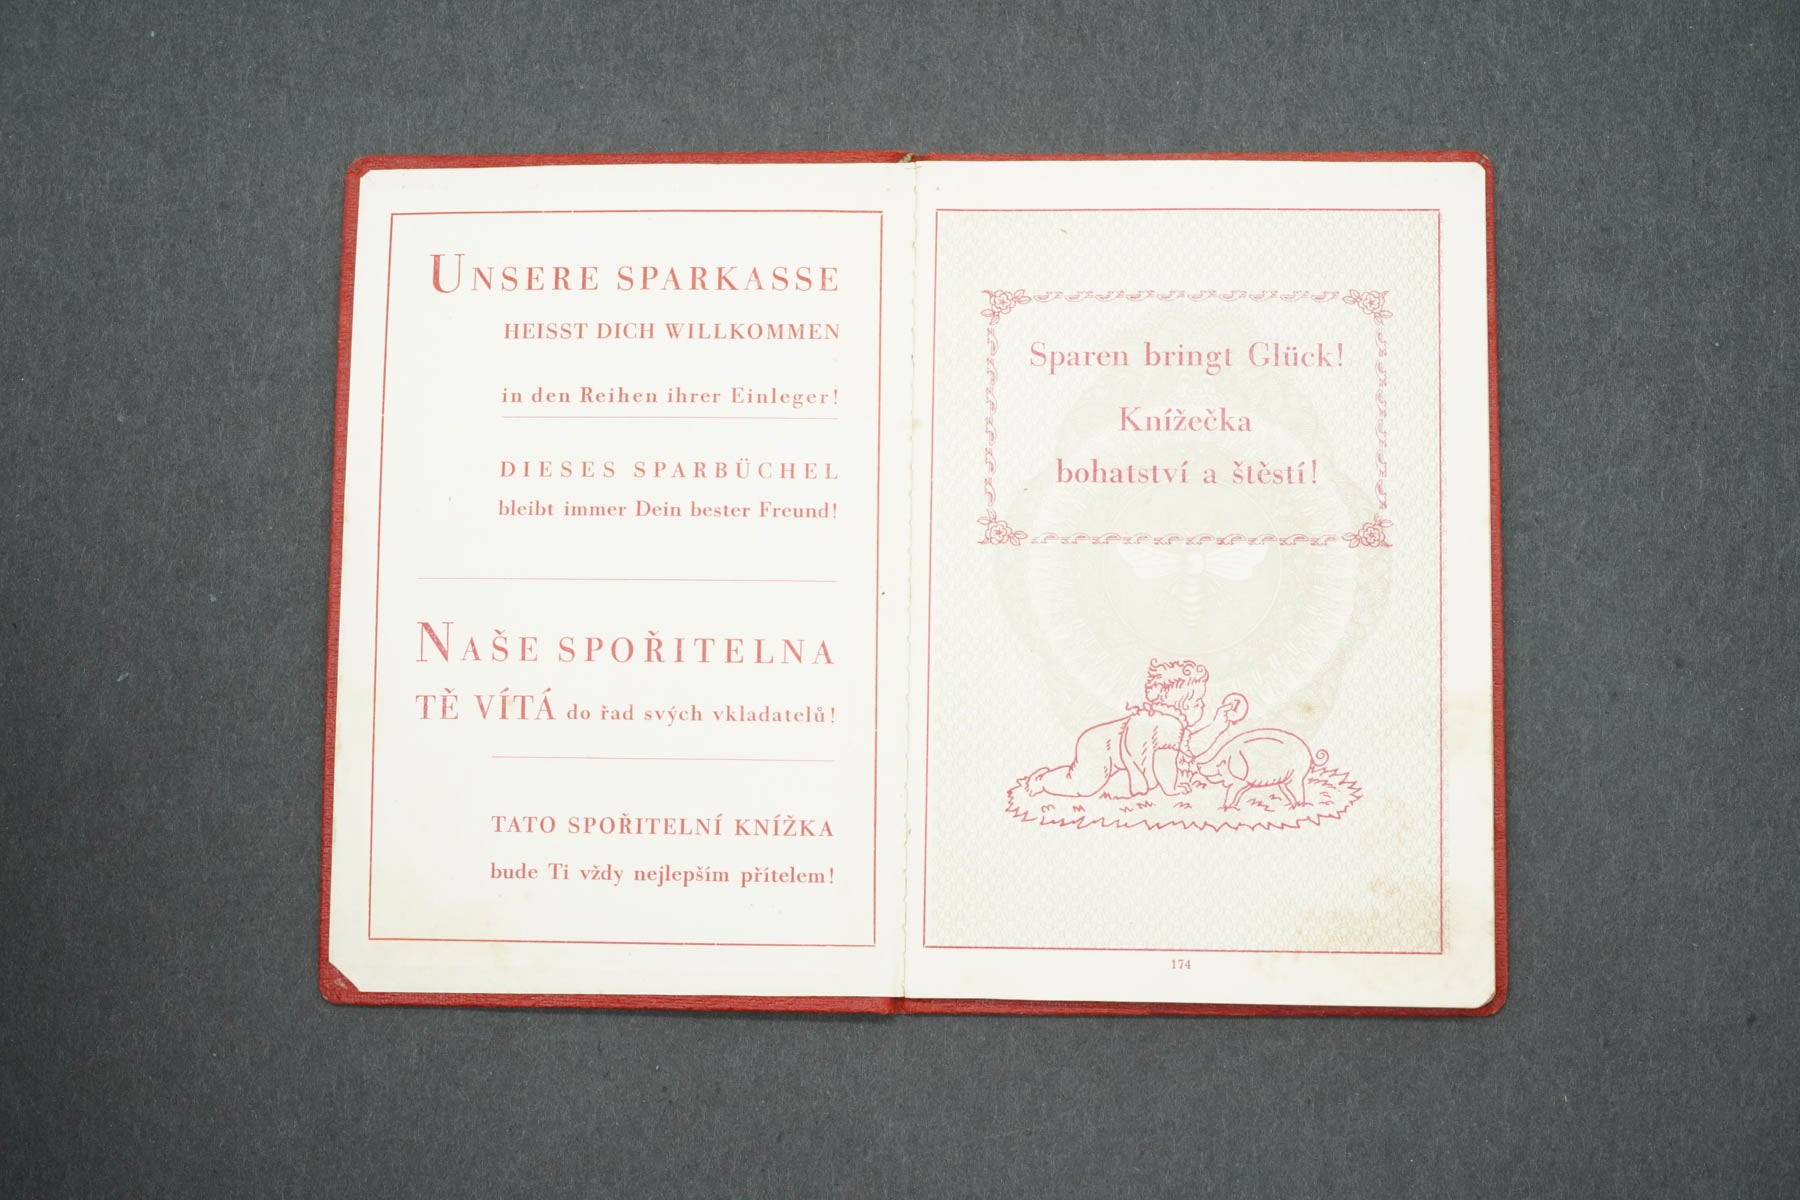 UNSERE SPARKASSE
HEISST DICH WILLKOMMEN
in den Reihen ihrer Einleger!
DIESES SPARBÜCHEL
bleibt immer Dein bester Freund!
NAŠE SPOŘITELNA
TĚ VÍTÁ do řad svých vkladatelů!
TATO SPOŘITELNÍ KNÍŽKA
bude Ti vždy nejlepším přítelem!
Sparen bringt Glück!
Knížečka
bohatství a štěstí!
1
174